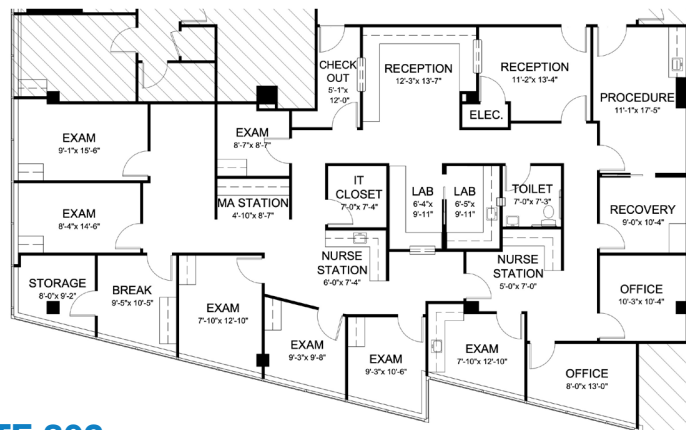 CHECK
OUT
5'-1"x
12'-0"
RECEPTION
12'-3"x 13'-7"
RECEPTION
11'-2"x 13'-4"
ELEC.
PROCEDURE
11'-1"x 17'-5"
EXAM
9'-1"x 15'-6"
EXAM
8'-7"x 8'-7"
MA STATION
4'-10"x 8'-7"
IT
CLOSET
7'-0"x 7'-4"
LAB
6'-4"x
9'-11"
LAB
6'-5"x
9'-11"
TOILET
7'-0"x 7'-3"
RECOVERY
9'-0"x 10'-4"
EXAM
8'-4"x 14'-6"
NURSE
STATION
6'-0"x 7'-4"
NURSE
STATION
5'-0"x 7'-0"
STORAGE
8'-0"x 9'-2"
BREAK
9'-5"x 10'-5"
EXAM
7'-10"x 12'-10"
OFFICE
10'-3"x 10'-4"
EXAM
9'-3"x 9'-8"
EXAM
9'-3"x 10'-6"
EXAM
7'-10"x 12'-10"
OFFICE
8'-0"x 13'-0"